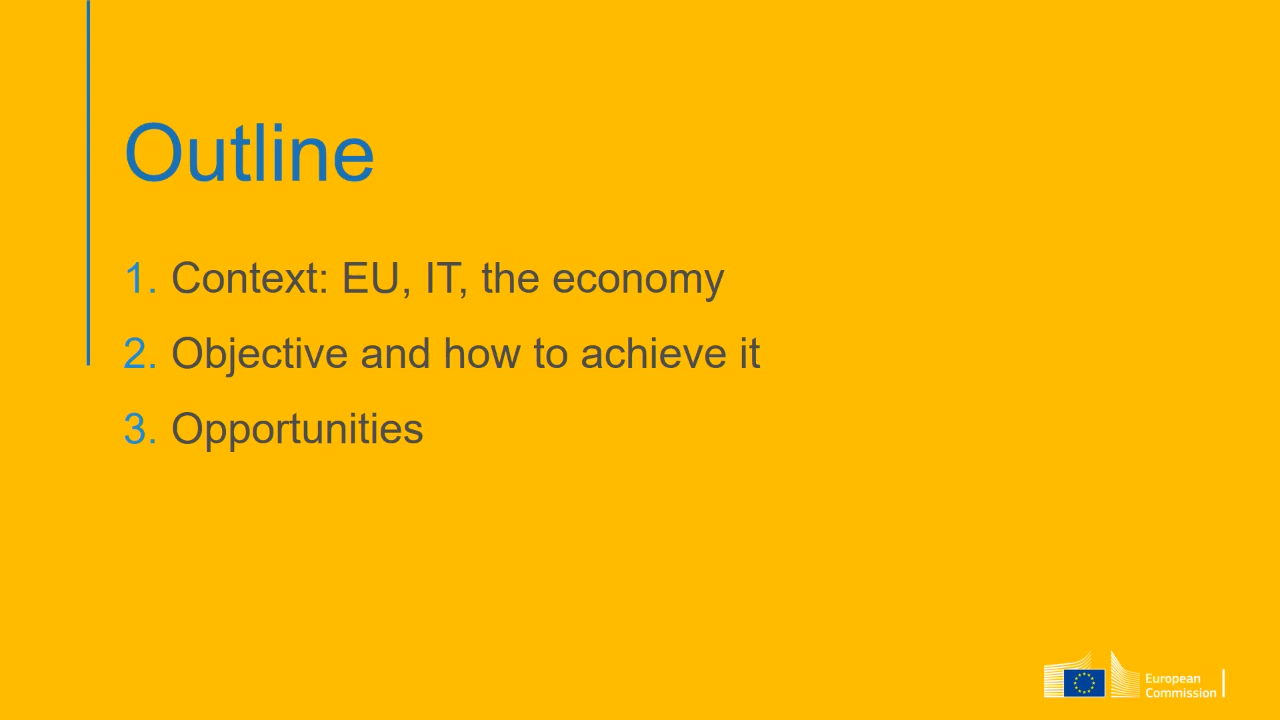 Outline
1. Context: EU, IT, the economy
2. Objective and how to achieve it
3. Opportunities
European
Commission